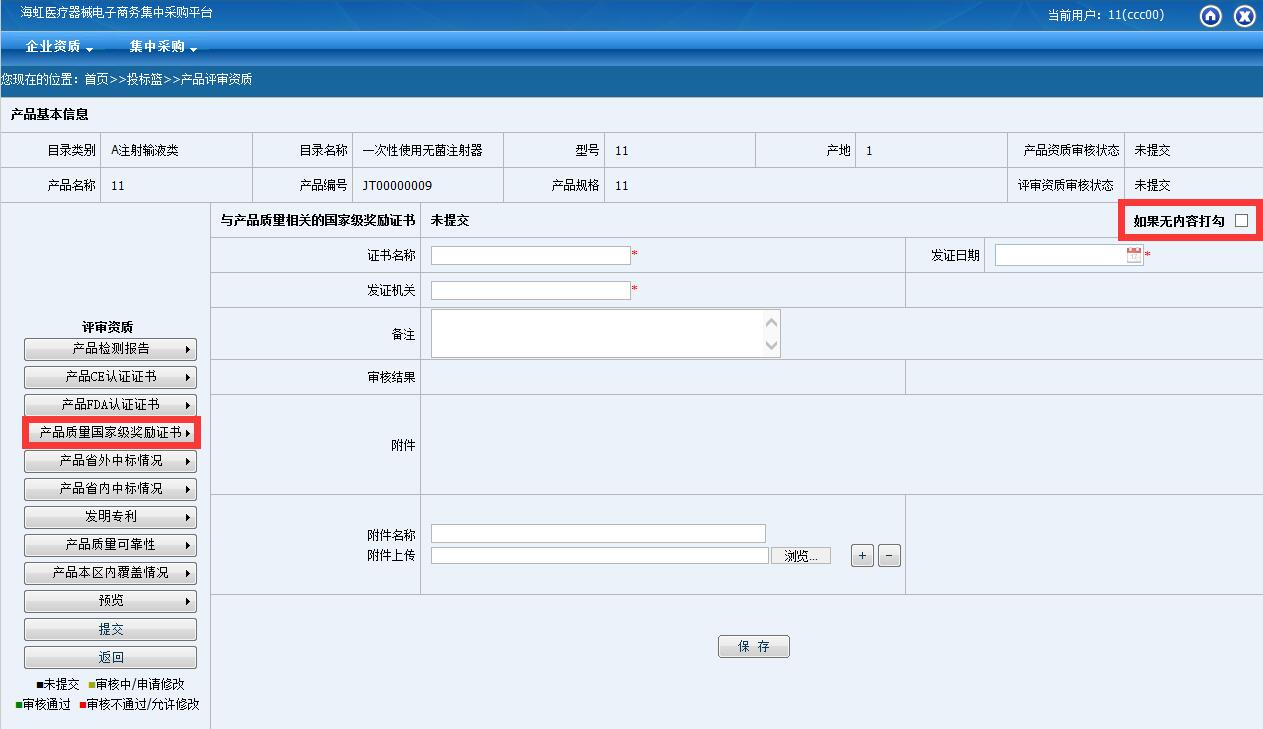 海虹医疗器械电子商务集中采购平台
当前用户：11(ccc00)
企业资质 集中采购
您现在的位置：首页>>投标篮>>产品评审资质
产品基本信息
目录类别 A注射输液类 目录名称 一次性使用无菌注射器 型号 11 产地 1 产品资质审核状态 未提交
产品名称 11 产品编号 JT00000009 产品规格 11 评审资质审核状态 未提交
与产品质量相关的国家级奖励证书 未提交 如果无内容打勾
证书名称 * 发证日期 *
发证机关 *
备注
审核结果
附件
附件名称
附件上传 浏览... + -
保 存
评审资质
产品检测报告
产品CE认证证书
产品FDA认证证书
产品质量国家级奖励证书
产品省外中标情况
产品省内中标情况
发明专利
产品质量可靠性
产品本区内覆盖情况
预览
提交
返回
■未提交 ■审核中/申请修改
■审核通过 ■审核不通过/允许修改